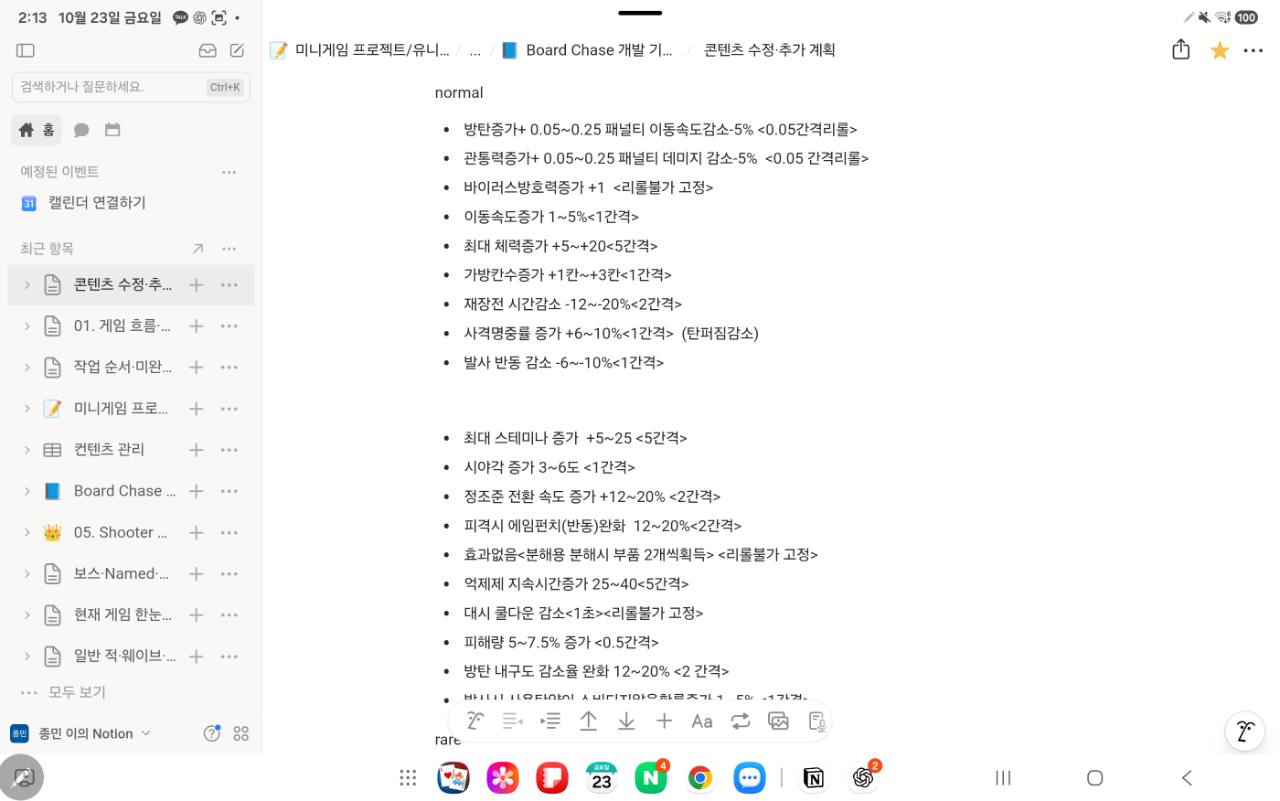 2:13 10월 23일 금요일
100
미니게임 프로젝트/유니... / ... / Board Chase 개발 기... / 콘텐츠 수정·추가 계획
검색하거나 질문하세요. Ctrl+K
홈
예정된 이벤트
31 캘린더 연결하기
최근 항목
콘텐츠 수정·추...
01. 게임 흐름·...
작업 순서·미완...
미니게임 프로...
컨텐츠 관리
Board Chase ...
05. Shooter ...
보스·Named·...
현재 게임 한눈...
일반 적·웨이브·...
모두 보기
종민 종민 이의 Notion
normal
방탄증가+ 0.05~0.25 패널티 이동속도감소-5% <0.05간격리롤>
관통력증가+ 0.05~0.25 패널티 데미지 감소-5% <0.05 간격리롤>
바이러스방호력증가 +1 <리롤불가 고정>
이동속도증가 1~5%<1간격>
최대 체력증가 +5~+20<5간격>
가방칸수증가 +1칸~+3칸<1간격>
재장전 시간감소 -12~-20%<2간격>
사격명중률 증가 +6~10%<1간격> (탄퍼짐감소)
발사 반동 감소 -6~-10%<1간격>
최대 스테미나 증가 +5~25 <5간격>
시야각 증가 3~6도 <1간격>
정조준 전환 속도 증가 +12~20% <2간격>
피격시 에임펀치(반동)완화 12~20%<2간격>
효과없음<분해용 분해시 부품 2개씩획득> <리롤불가 고정>
억제제 지속시간증가 25~40<5간격>
대시 쿨다운 감소<1초><리롤불가 고정>
피해량 5~7.5% 증가 <0.5간격>
방탄 내구도 감소율 완화 12~20% <2 간격>
rare
Aa
금요일
23
4
2